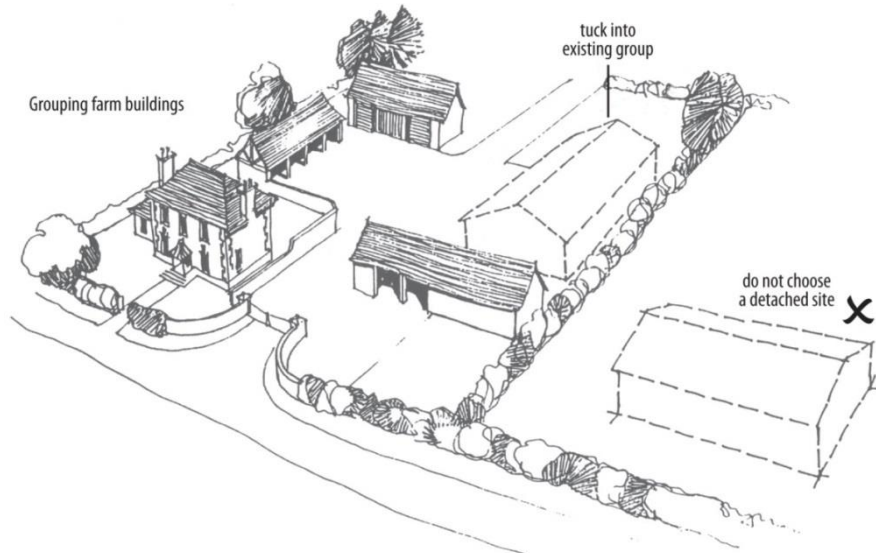 Grouping farm buildings
tuck into
existing group
do not choose
a detached site